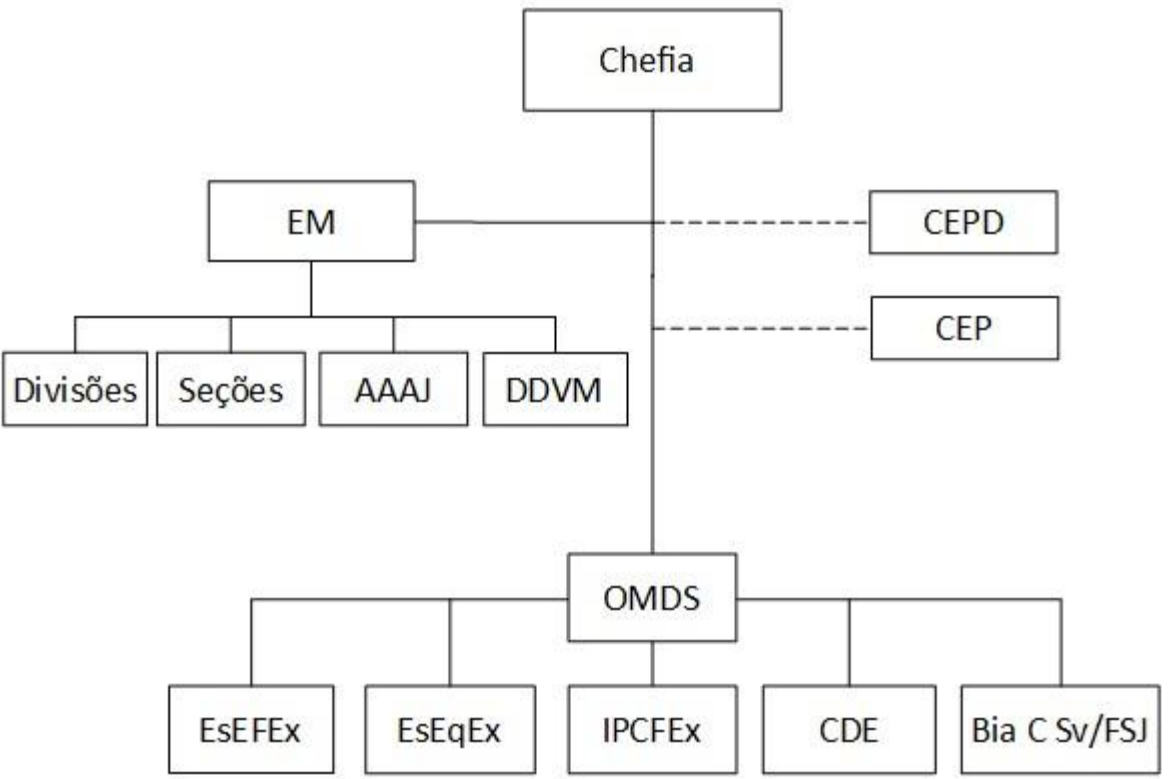 Chefia
EM
CEPD
CEP
Divisões
Seções
AAAJ
DDVM
OMDS
EsEFEx
EsEqEx
IPCFEx
CDE
Bia C Sv/FSJ